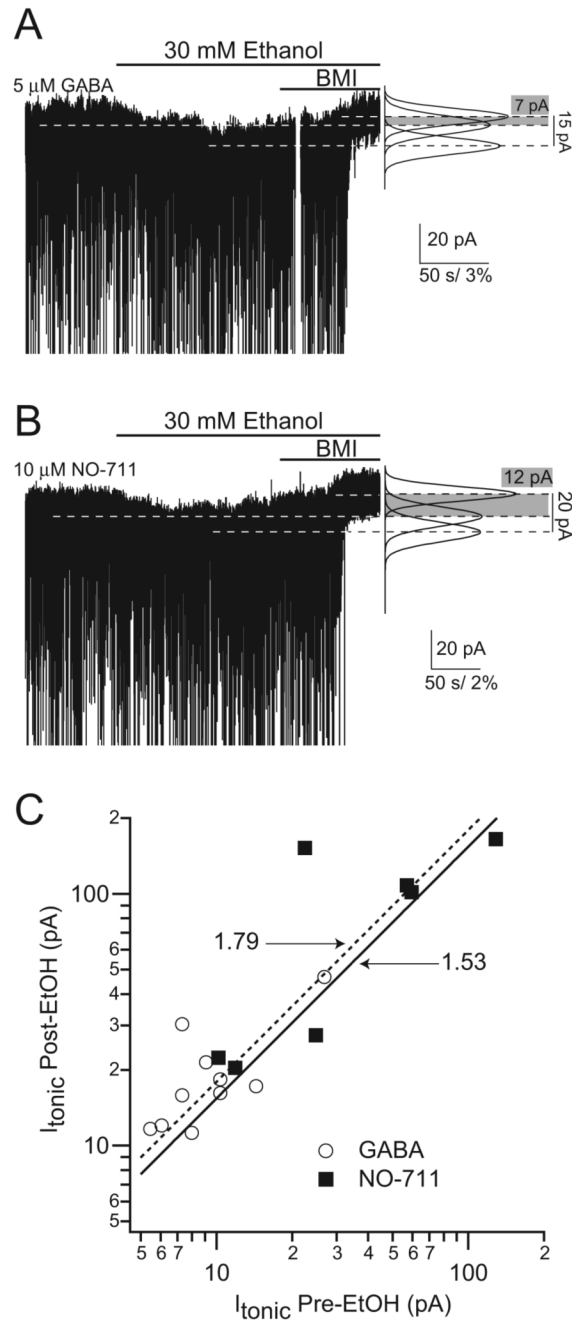 A
30 mM Ethanol
BMI
5 μM GABA
7 pA
15 pA
20 pA
50 s/ 3%
B
30 mM Ethanol
BMI
10 μM NO-711
12 pA
20 pA
20 pA
50 s/ 2%
C
2
100
6
5
4
3
2
10
6
5
1.79
1.53
GABA
NO-711
5 6 7 10 2 3 4 5 6 7 100 2
Itonic Post-EtOH (pA)
Itonic Pre-EtOH (pA)